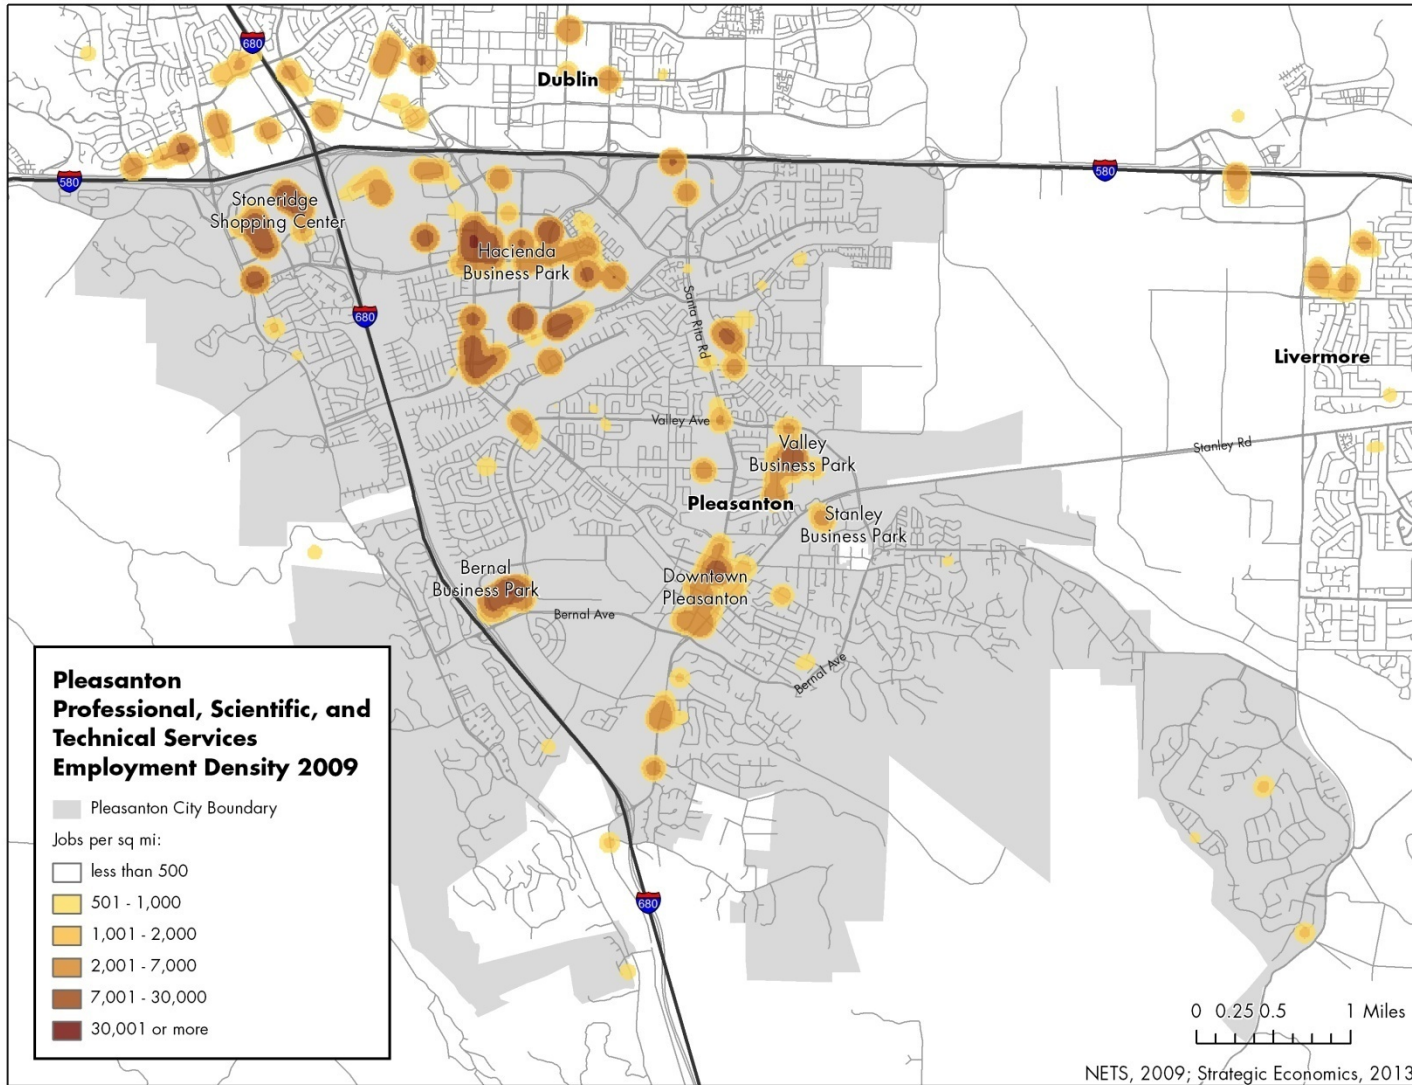 680
Dublin
580
580
Stoneridge
Shopping Center
Hacienda
Business Park
680
Santa Rita Rd
Livermore
Valley Ave
Valley
Business Park
Stanley Rd
Pleasanton
Stanley
Business Park
Bernal
Business Park
Downtown
Pleasanton
Bernal Ave
Bernal Ave
680
Pleasanton
Professional, Scientific, and
Technical Services
Employment Density 2009
Pleasanton City Boundary
Jobs per sq mi:
less than 500
501 - 1,000
1,001 - 2,000
2,001 - 7,000
7,001 - 30,000
30,001 or more
0 0.25 0.5 1 Miles
NETS, 2009; Strategic Economics, 2013